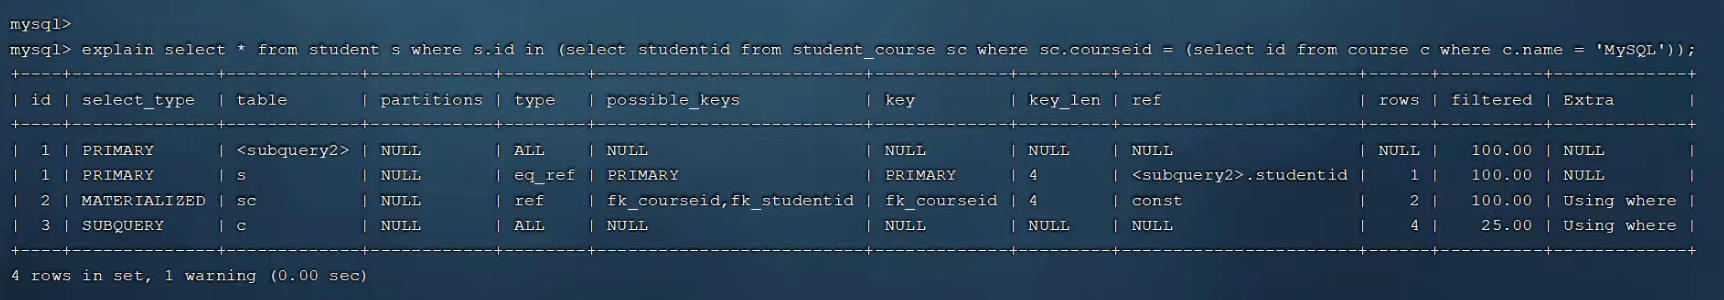 mysql>
mysql> explain select * from student s where s.id in (select studentid from student_course sc where sc.courseid = (select id from course c where c.name = 'MySQL'));
+----+--------------+-------------+------------+--------+--------------------------+-------------+---------+-----------------------+------+----------+-------------+
| id | select_type  | table       | partitions | type   | possible_keys            | key         | key_len | ref                   | rows | filtered | Extra       |
+----+--------------+-------------+------------+--------+--------------------------+-------------+---------+-----------------------+------+----------+-------------+
|  1 | PRIMARY      | <subquery2> | NULL       | ALL    | NULL                     | NULL        | NULL    | NULL                  | NULL |   100.00 | NULL        |
|  1 | PRIMARY      | s           | NULL       | eq_ref | PRIMARY                  | PRIMARY     | 4       | <subquery2>.studentid |    1 |   100.00 | NULL        |
|  2 | MATERIALIZED | sc          | NULL       | ref    | fk_courseid,fk_studentid | fk_courseid | 4       | const                 |    2 |   100.00 | Using where |
|  3 | SUBQUERY     | c           | NULL       | ALL    | NULL                     | NULL        | NULL    | NULL                  |    4 |    25.00 | Using where |
+----+--------------+-------------+------------+--------+--------------------------+-------------+---------+-----------------------+------+----------+-------------+
4 rows in set, 1 warning (0.00 sec)